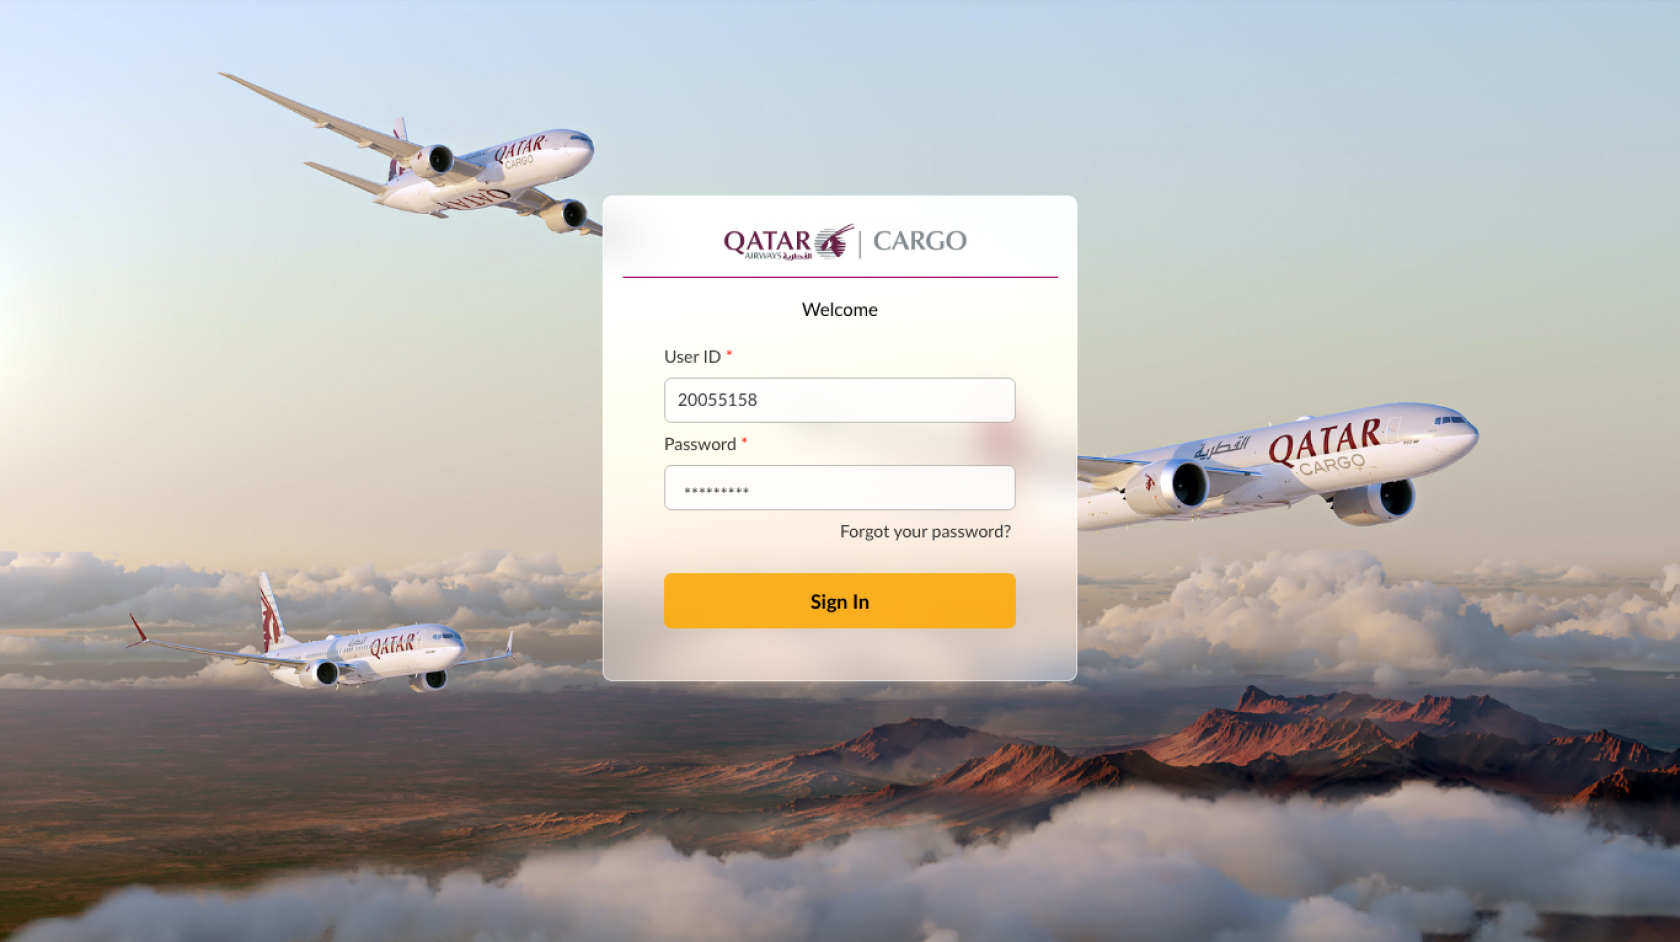 QATAR
CARGO
QATAR
QATAR
AIRWAYS القطرية
CARGO
Welcome
User ID *
20055158
Password *
*********
Forgot your password?
Sign In
القطرية
QATAR
CARGO
QATAR